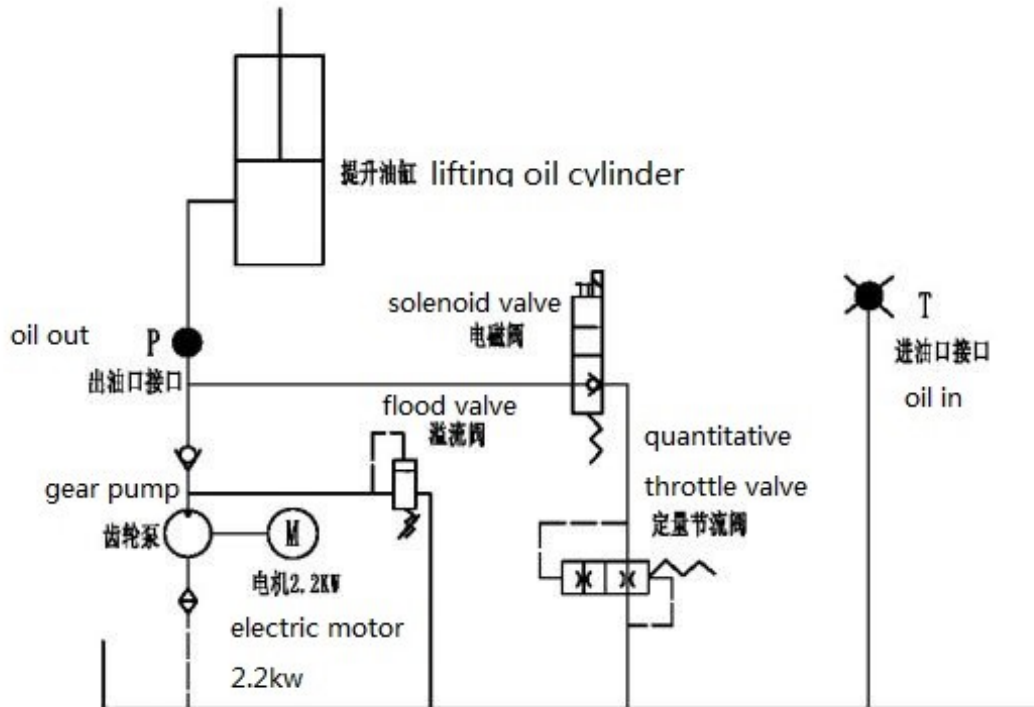 提升油缸 lifting oil cylinder
solenoid valve
电磁阀
oil out
P
出油口接口
T
进油口接口
oil in
flood valve
溢流阀
quantitative
throttle valve
定量节流阀
gear pump
齿轮泵
M
电机2.2KW
electric motor
2.2kw